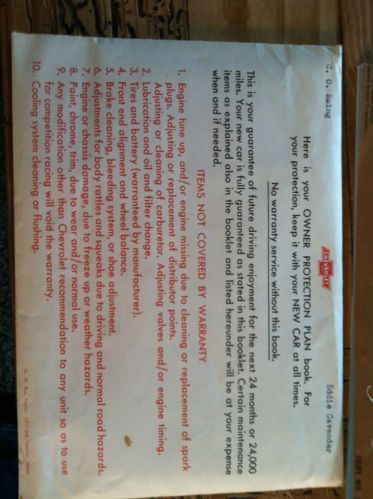 C. O. Ewing
Eddie Cavender
Here is your OWNER PROTECTION PLAN book. For
your protection, keep it with your NEW CAR at all times.
No warranty service without this book.
This is your guarantee of future driving enjoyment for the next 24 months or 24,000
miles. Your new car is fully guaranteed as stated in this booklet. Certain maintenance
items as explained also in the booklet and listed hereunder will be at your expense
when and if needed.
ITEMS NOT COVERED BY WARRANTY
1. Engine tune up, and/or engine missing due to cleaning or replacement of spark
plugs. Adjusting or replacement of distributor points.
Adjusting or cleaning of carburetor, Adjusting valves and/or engine timing.
2. Lubrication and oil and filter change.
3. Tires and battery (warranteed by manufacturer).
4. Front end alignment and wheel balance.
5. Brake cleaning, bleeding system, or shoe adjustment.
6. Adjustments for body rattles and squeaks due to driving and normal road hazards.
7. Engine or chassis damage, due to freeze up or weather hazards.
8. Paint, chrome, trim, due to wear and/or normal use.
9. Any modification other than Chevrolet recommendation to any unit so as to use
for competition racing will void the warranty.
10. Cooling system cleaning or flushing.